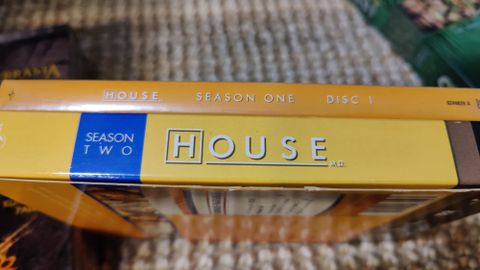 HOUSE SEASON ONE DISC 1
SEASON TWO
HOUSE M.D.